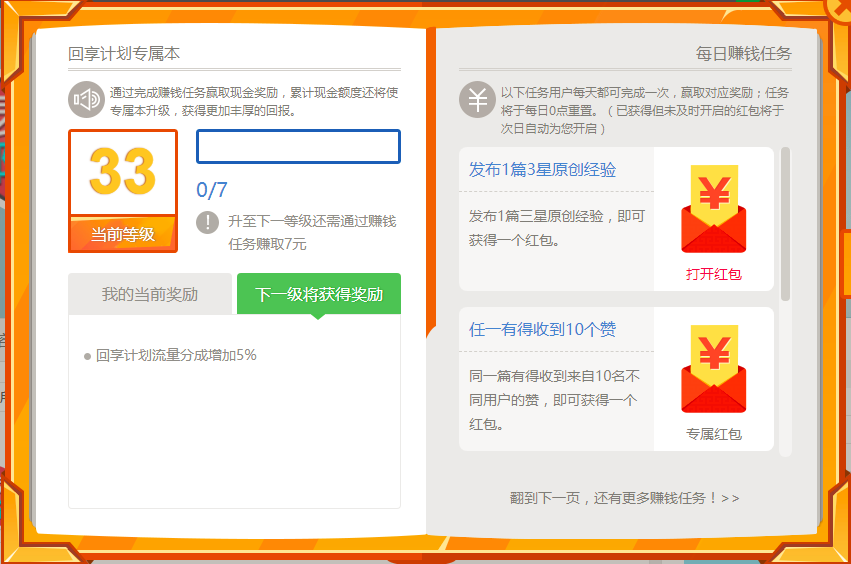 回享计划专属本
通过完成赚钱任务赢取现金奖励，累计现金额度还将使
专属本升级，获得更加丰厚的回报。
33
当前等级
0/7
升至下一等级还需通过赚钱
任务赚取7元
我的当前奖励
下一级将获得奖励
回享计划流量分成增加5%
每日赚钱任务
以下任务用户每天都可完成一次，赢取对应奖励；任务
将于每日0点重置。（已获得但未及时开启的红包将于
次日自动为您开启）
发布1篇3星原创经验
发布1篇三星原创经验，即可
获得一个红包。
¥
打开红包
任一有得收到10个赞
同一篇有得收到来自10名不
同用户的赞，即可获得一个
红包。
¥
专属红包
翻到下一页，还有更多赚钱任务！>>